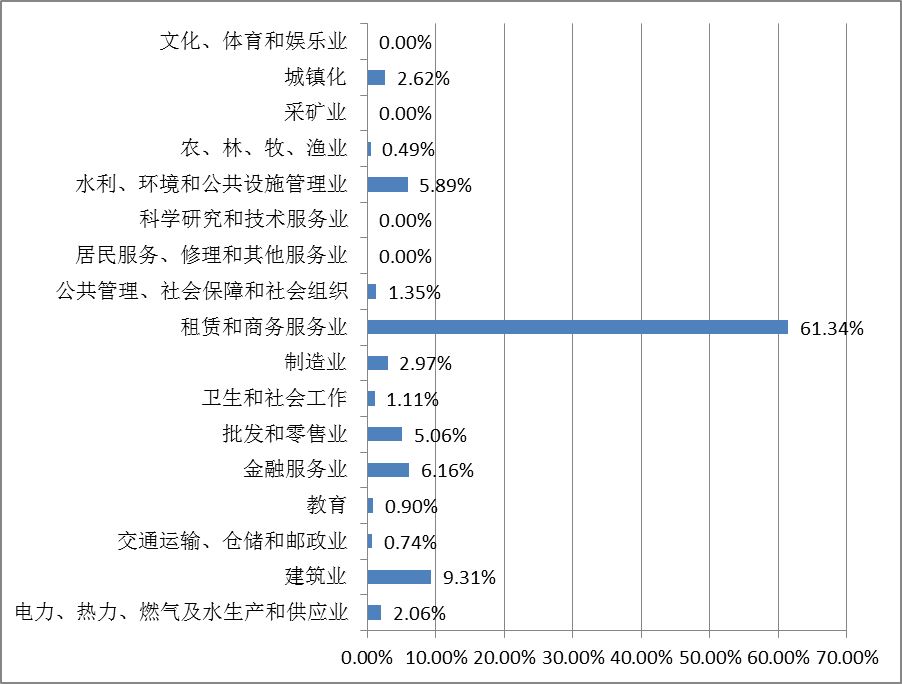 文化、体育和娱乐业 0.00%
城镇化 2.62%
采矿业 0.00%
农、林、牧、渔业 0.49%
水利、环境和公共设施管理业 5.89%
科学研究和技术服务业 0.00%
居民服务、修理和其他服务业 0.00%
公共管理、社会保障和社会组织 1.35%
租赁和商务服务业 61.34%
制造业 2.97%
卫生和社会工作 1.11%
批发和零售业 5.06%
金融服务业 6.16%
教育 0.90%
交通运输、仓储和邮政业 0.74%
建筑业 9.31%
电力、热力、燃气及水生产和供应业 2.06%
0.00% 10.00% 20.00% 30.00% 40.00% 50.00% 60.00% 70.00%